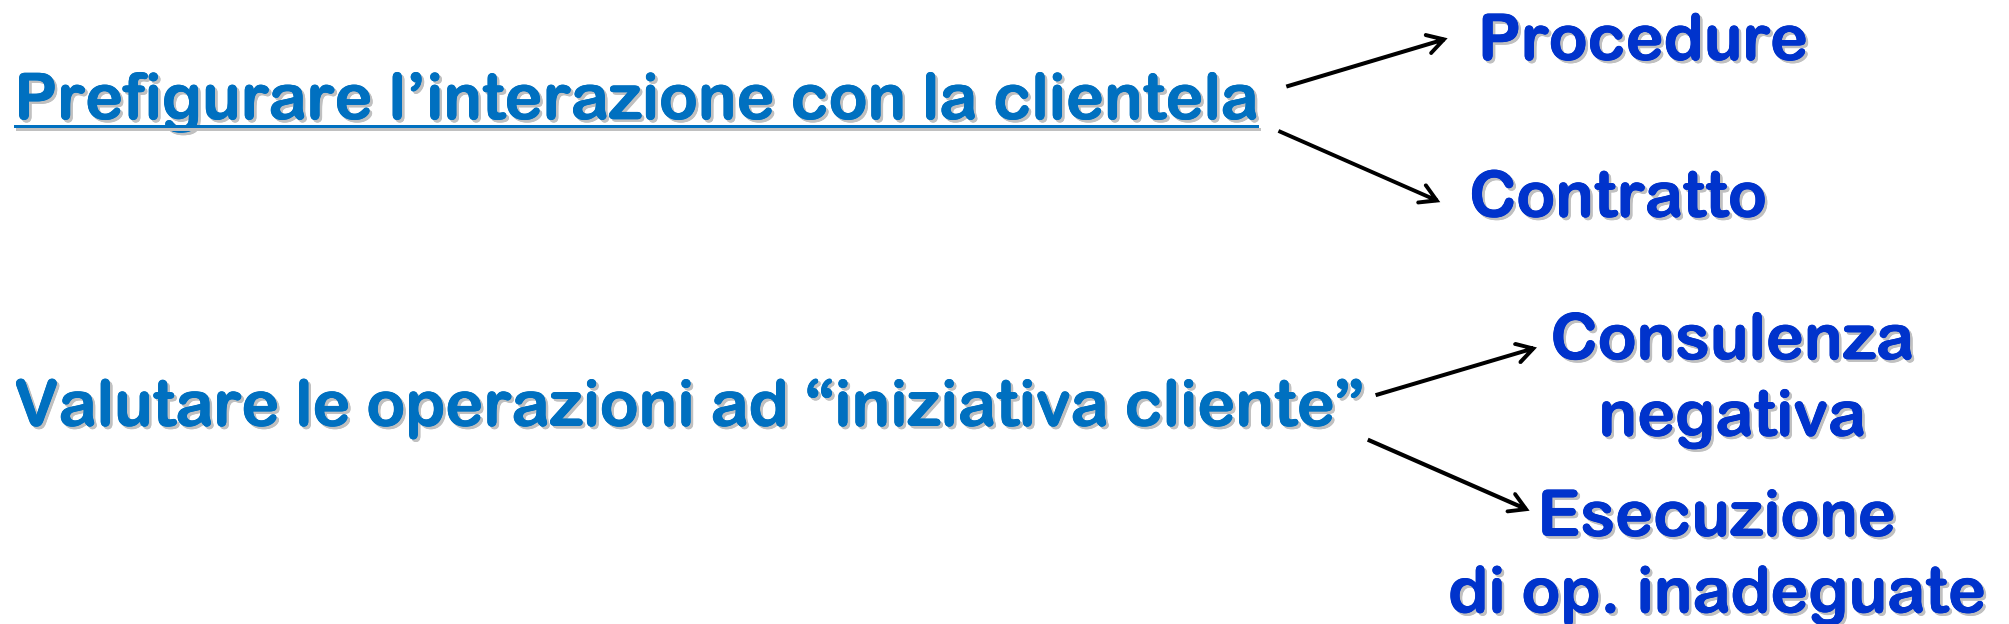 Procedure
Prefigurare l’interazione con la clientela
Contratto
Consulenza
negativa
Valutare le operazioni ad “iniziativa cliente”
Esecuzione
di op. inadeguate